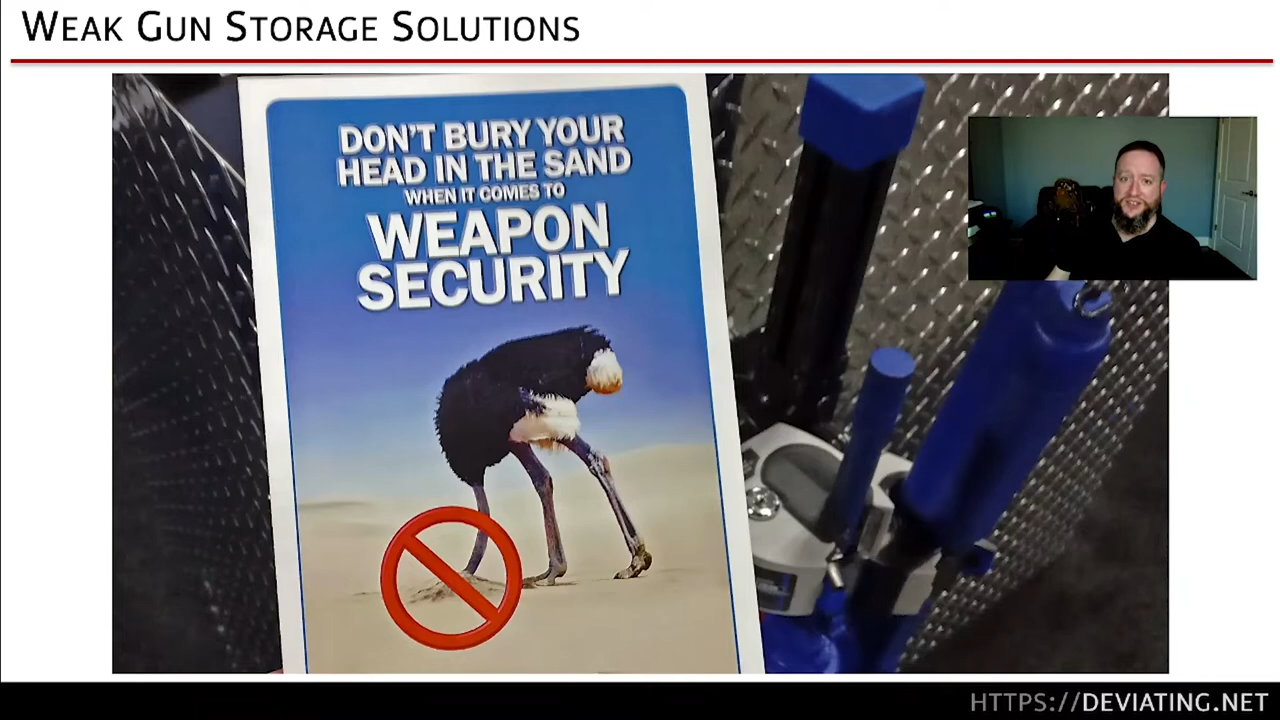 WEAK GUN STORAGE SOLUTIONS
DON'T BURY YOUR
HEAD IN THE SAND
WHEN IT COMES TO
WEAPON
SECURITY
HTTPS://DEVIATING.NET